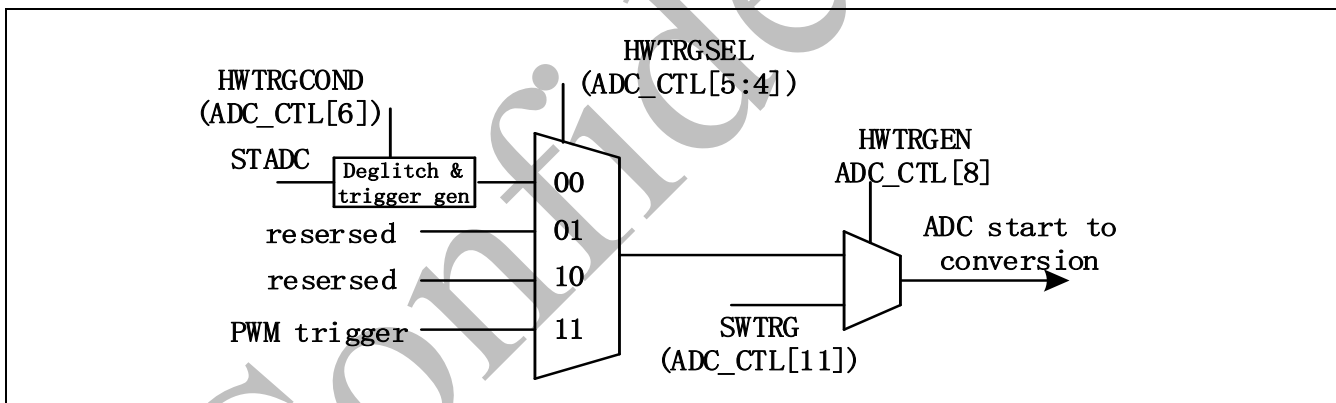 HWTRGSEL
(ADC_CTL[5:4])
HWTRGCOND
(ADC_CTL[6])
STADC
Deglitch &
trigger gen
00
resersed
01
resersed
10
PWM trigger
11
HWTRGEN
ADC_CTL[8]
ADC start to
conversion
SWTRG
(ADC_CTL[11])
Confide